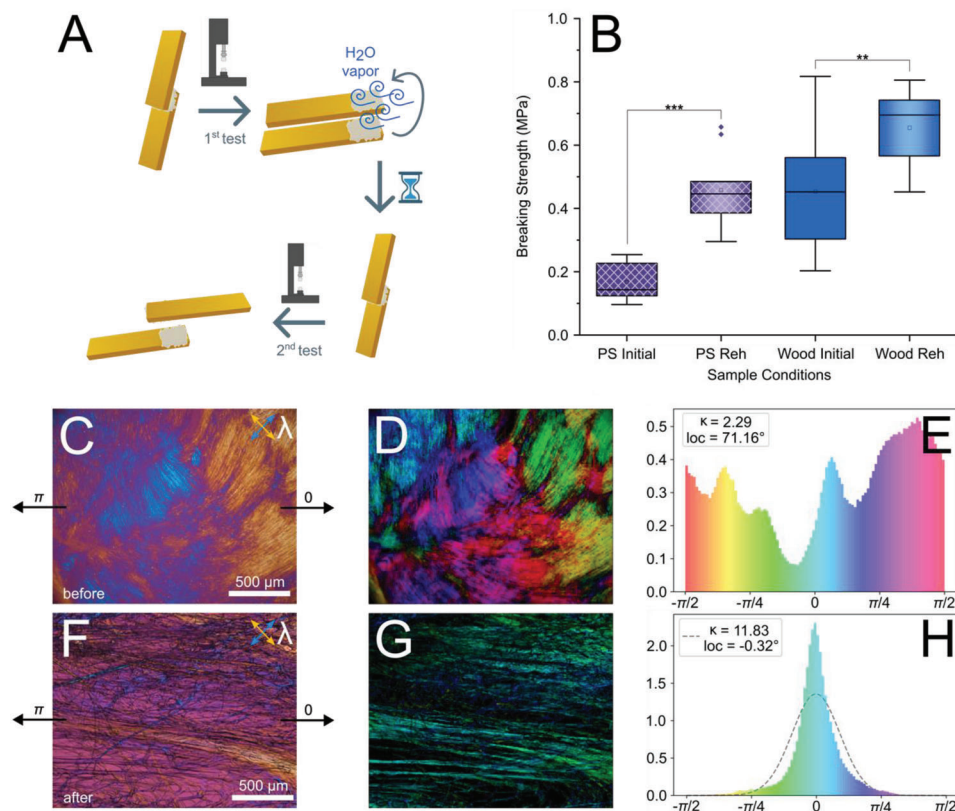 A
H₂O
vapor
1st test
2nd test
B
Breaking Strength (MPa)
1.0
0.8
0.6
0.4
0.2
0.0
***
**
PS Initial
PS Reh
Wood Initial
Wood Reh
Sample Conditions
C
λ
π
0
before
500 μm
D
E
κ = 2.29
loc = 71.16°
0.5
0.4
0.3
0.2
0.1
0.0
-π/2
-π/4
0
π/4
π/2
F
λ
π
0
after
500 μm
G
H
κ = 11.83
loc = -0.32°
2.0
1.5
1.0
0.5
0.0
-π/2
-π/4
0
π/4
π/2